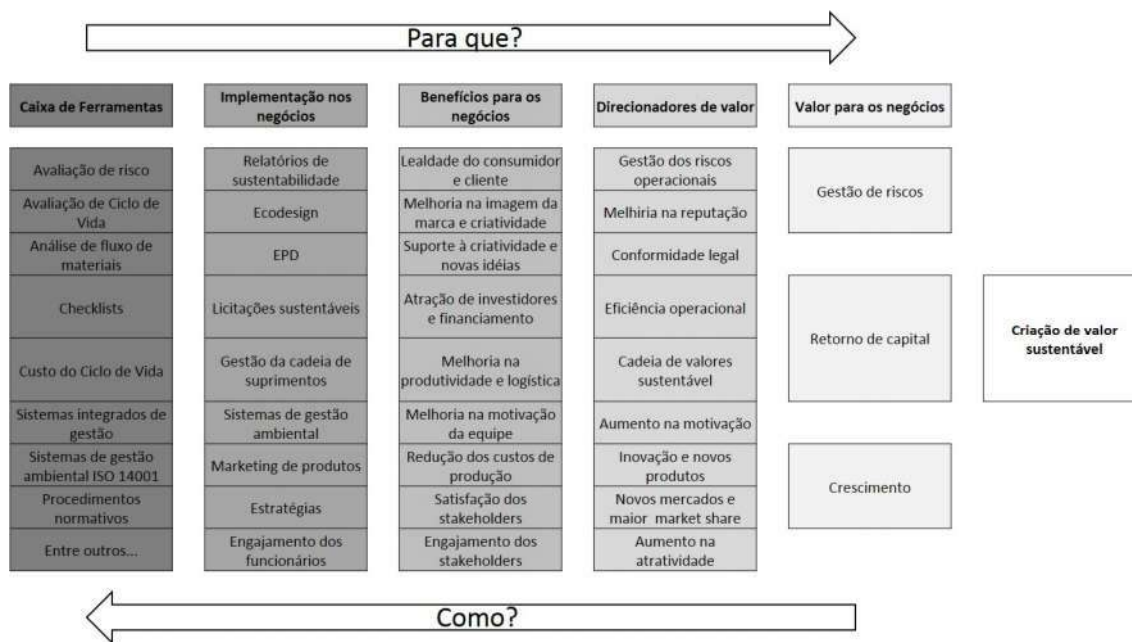 Para que?
Caixa de Ferramentas
Implementação nos
negócios
Benefícios para os
negócios
Direcionadores de valor
Valor para os negócios
Avaliação de risco
Relatórios de
sustentabilidade
Lealdade do consumidor
e cliente
Gestão dos riscos
operacionais
Gestão de riscos
Avaliação de Ciclo de
Vida
Ecodesign
Melhoria na imagem da
marca e criatividade
Melhiria na reputação
Análise de fluxo de
materiais
EPD
Suporte à criatividade e
novas idéias
Conformidade legal
Checklists
Licitações sustentáveis
Atração de investidores
e financiamento
Eficiência operacional
Retorno de capital
Criação de valor
sustentável
Custo do Ciclo de Vida
Gestão da cadeia de
suprimentos
Melhoria na
produtividade e logística
Cadeia de valores
sustentável
Sistemas integrados de
gestão
Sistemas de gestão
ambiental
Melhoria na motivação
da equipe
Aumento na motivação
Sistemas de gestão
ambiental ISO 14001
Marketing de produtos
Redução dos custos de
produção
Inovação e novos
produtos
Crescimento
Procedimentos
normativos
Estratégias
Satisfação dos
stakeholders
Novos mercados e
maior market share
Entre outros...
Engajamento dos
funcionários
Engajamento dos
stakeholders
Aumento na
atratividade
Como?